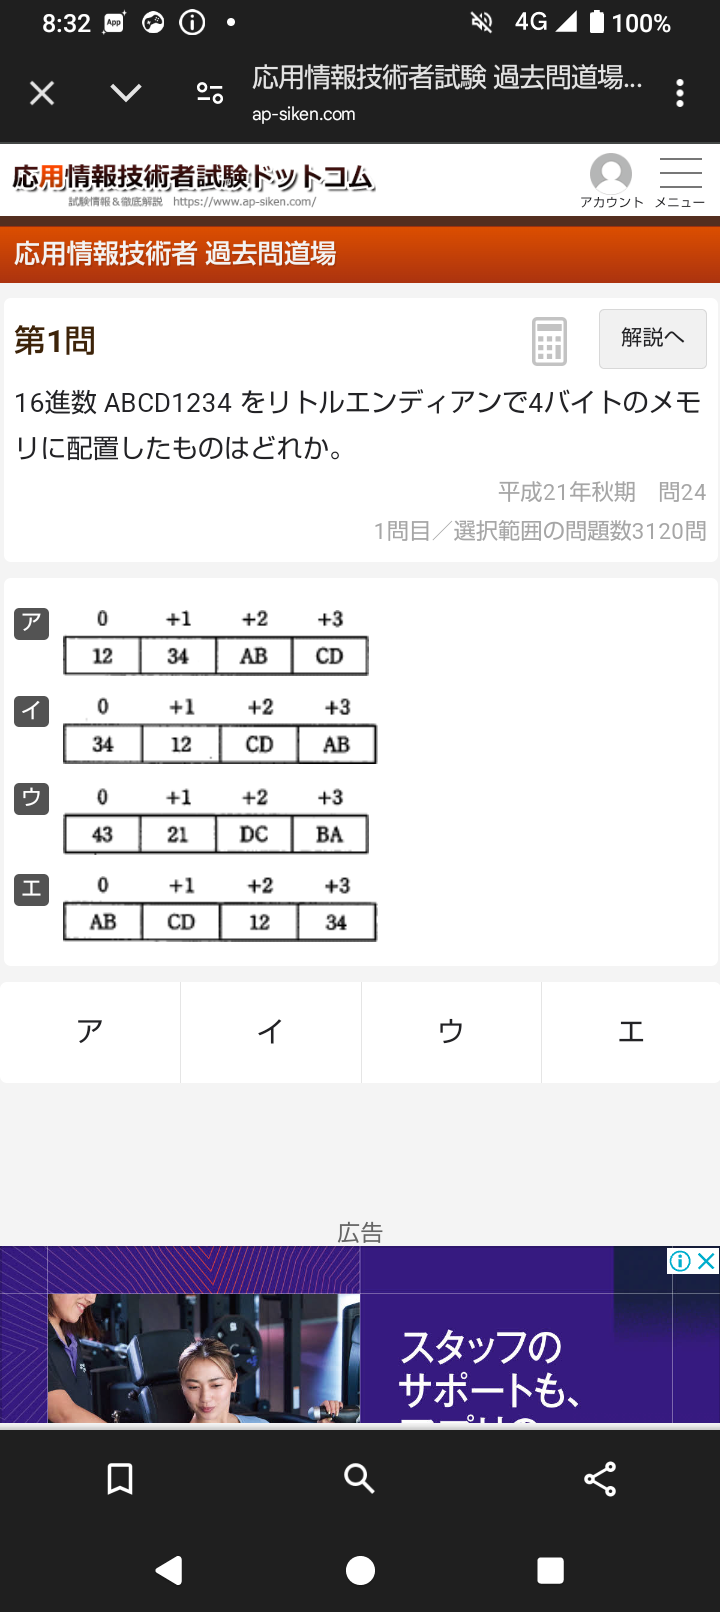 8:32 App 4G 100%
応用情報技術者試験 過去問道場...
ap-siken.com
応用情報技術者試験ドットコム
試験情報&徹底解説 https://www.ap-siken.com/
アカウント メニュー
応用情報技術者 過去問道場
第1問 解説へ
16進数 ABCD1234 をリトルエンディアンで4バイトのメモ
リに配置したものはどれか。
平成21年秋期 問24
1問目/選択範囲の問題数3120問
ア 0 +1 +2 +3
12 34 AB CD
イ 0 +1 +2 +3
34 12 CD AB
ウ 0 +1 +2 +3
43 21 DC BA
エ 0 +1 +2 +3
AB CD 12 34
ア イ ウ エ
広告
スタッフの
サポートも、